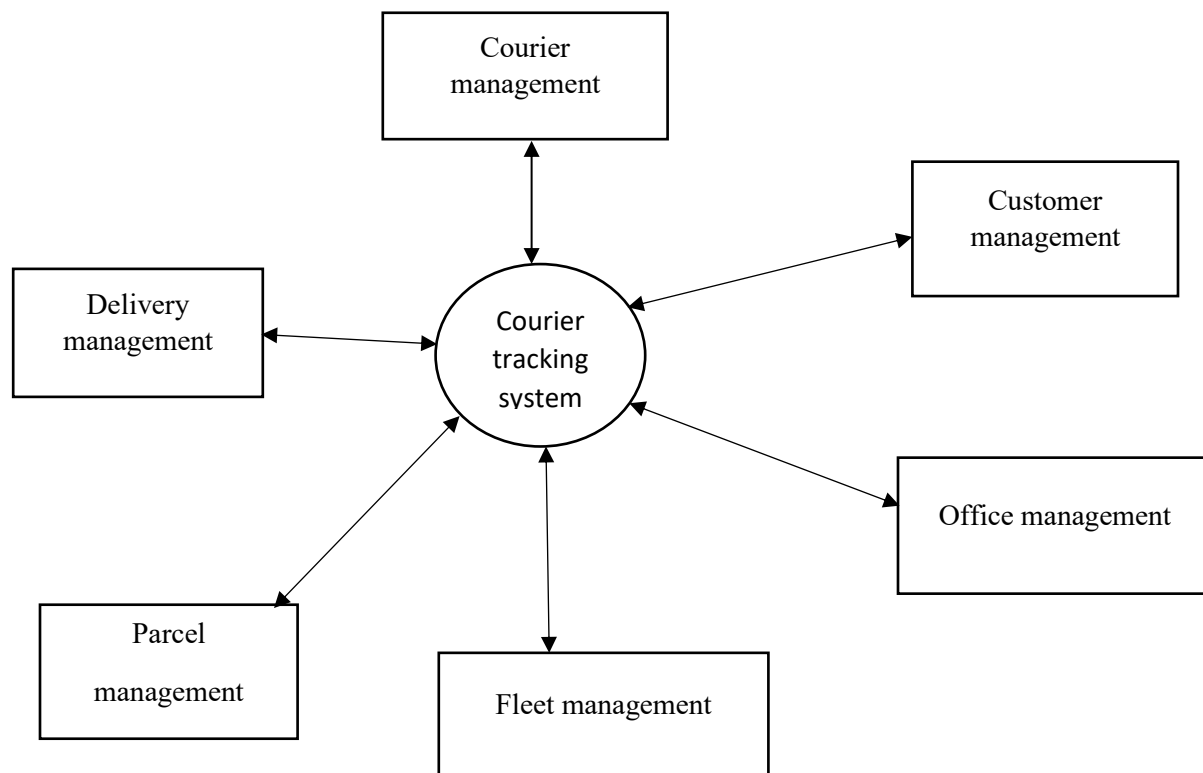 Courier
management
Customer
management
Delivery
management
Courier
tracking
system
Office management
Parcel
management
Fleet management